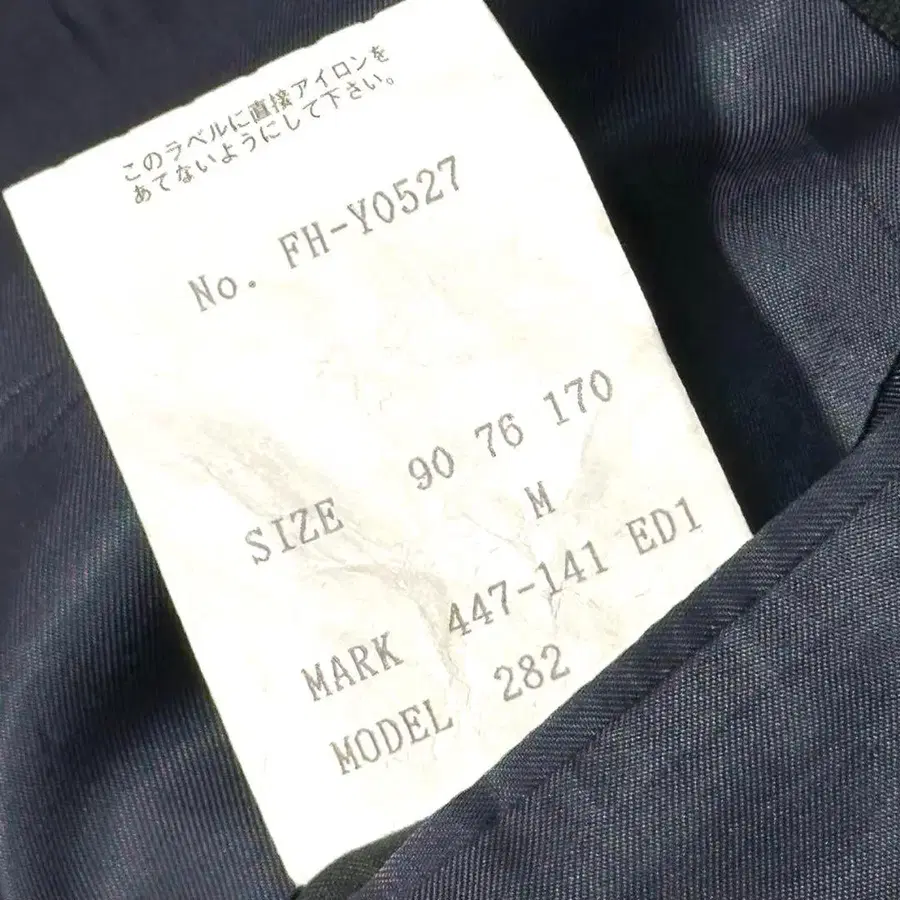 このラベルに直接アイロンを
あてないようにして下さい。
No. FH-Y0527
SIZE 90 76 170
M
MARK 447-141 ED1
MODEL 282